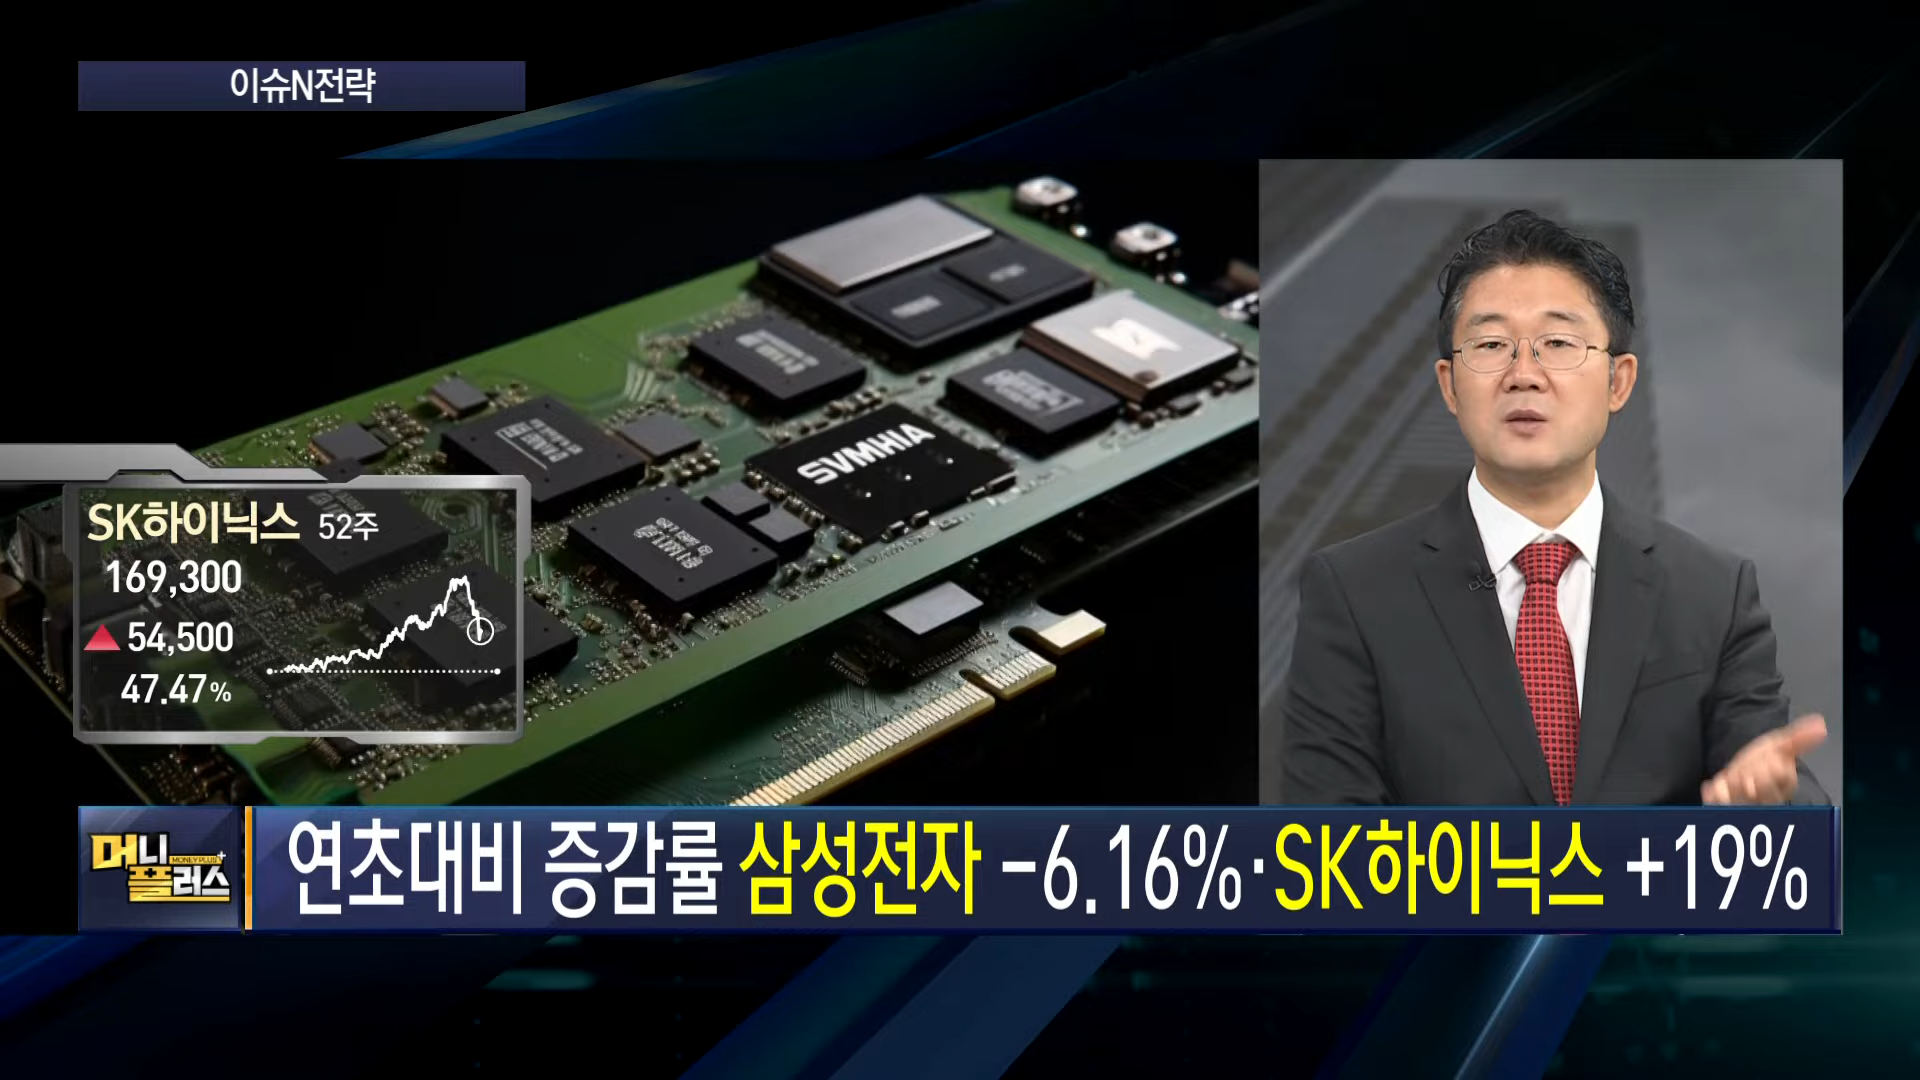 이슈N전략
SVMHIA
SK하이닉스 52주
169,300
▲ 54,500
47.47%
머니
MONEY PLUS+
플러스
연초대비 증감률 삼성전자 -6.16%·SK하이닉스 +19%